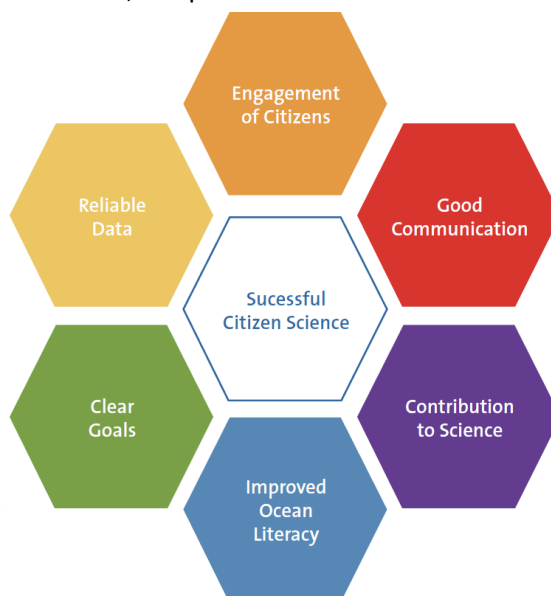 Engagement
of Citizens
Reliable
Data
Good
Communication
Sucessful
Citizen Science
Clear
Goals
Contribution
to Science
Improved
Ocean
Literacy